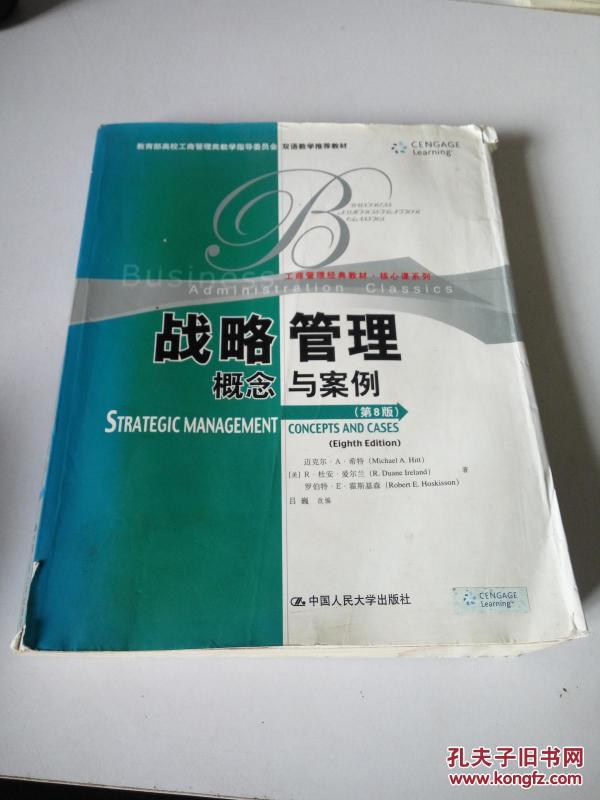 教育部高校工商管理类教学指导委员会 双语教学推荐教材
CENGAGE
Learning™
B
BUSINESS
ADMINISTRATION
CLASSICS
工商管理经典教材·核心课系列
Business
Administration Classics
战略管理
概念与案例
(第8版)
STRATEGIC MANAGEMENT CONCEPTS AND CASES
(Eighth Edition)
迈克尔·A·希特 (Michael A. Hitt)
[美] R·杜安·爱尔兰 (R. Duane Ireland) 著
罗伯特·E·霍斯基森 (Robert E. Hoskisson)
吕巍 改编
中国人民大学出版社
CENGAGE
Learning™
孔夫子旧书网
www.kongfz.com